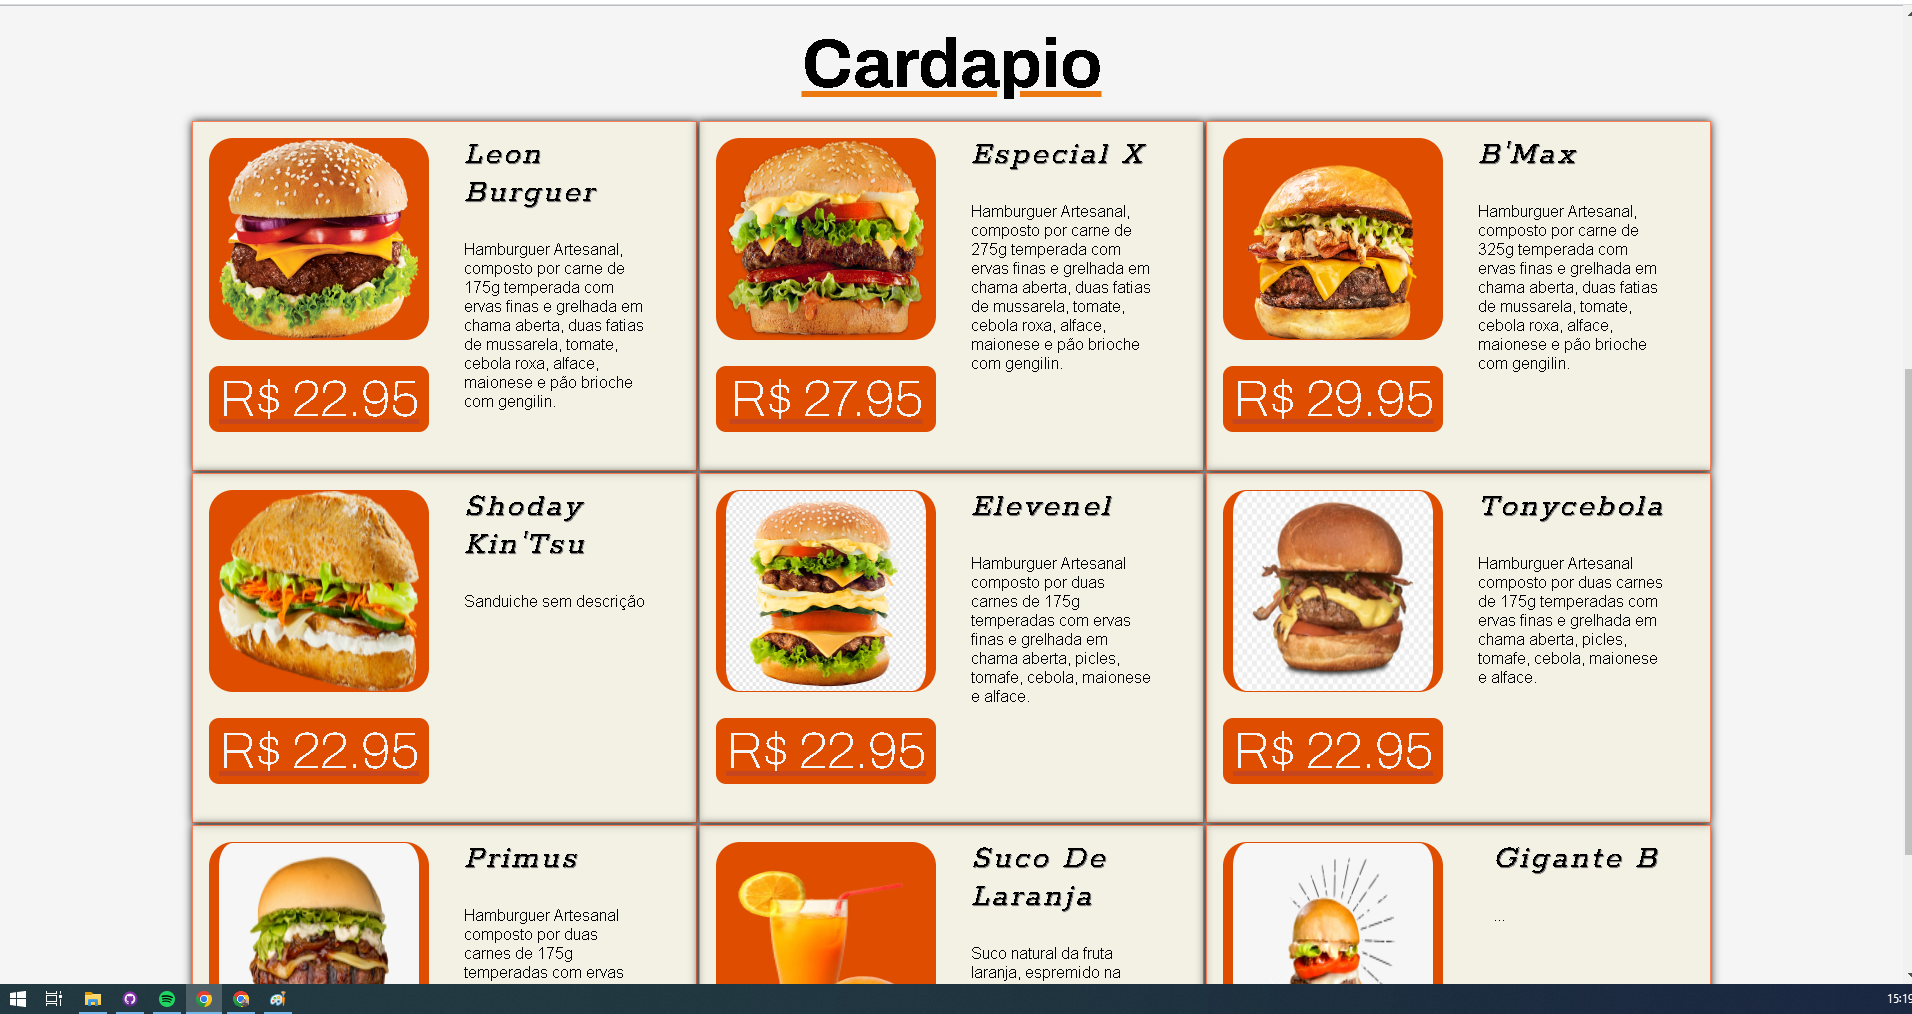 Cardapio
Leon
Burguer
Hamburguer Artesanal,
composto por carne de
175g temperada com
ervas finas e grelhada em
chama aberta, duas fatias
de mussarela, tomate,
cebola roxa, alface,
maionese e pão brioche
com gengilin.
R$ 22.95
Especial X
Hamburguer Artesanal,
composto por carne de
275g temperada com
ervas finas e grelhada em
chama aberta, duas fatias
de mussarela, tomate,
cebola roxa, alface,
maionese e pão brioche
com gengilin.
R$ 27.95
B'Max
Hamburguer Artesanal,
composto por carne de
325g temperada com
ervas finas e grelhada em
chama aberta, duas fatias
de mussarela, tomate,
cebola roxa, alface,
maionese e pão brioche
com gengilin.
R$ 29.95
Shoday
Kin'Tsu
Sanduiche sem descrição
R$ 22.95
Elevenel
Hamburguer Artesanal
composto por duas
carnes de 175g
temperadas com ervas
finas e grelhada em
chama aberta, picles,
tomafe, cebola, maionese
e alface.
R$ 22.95
Tonycebola
Hamburguer Artesanal
composto por duas carnes
de 175g temperadas com
ervas finas e grelhada em
chama aberta, picles,
tomafe, cebola, maionese
e alface.
R$ 22.95
Primus
Hamburguer Artesanal
composto por duas
carnes de 175g
temperadas com ervas
Suco De
Laranja
Suco natural da fruta
laranja, espremido na
Gigante B
...
15:19